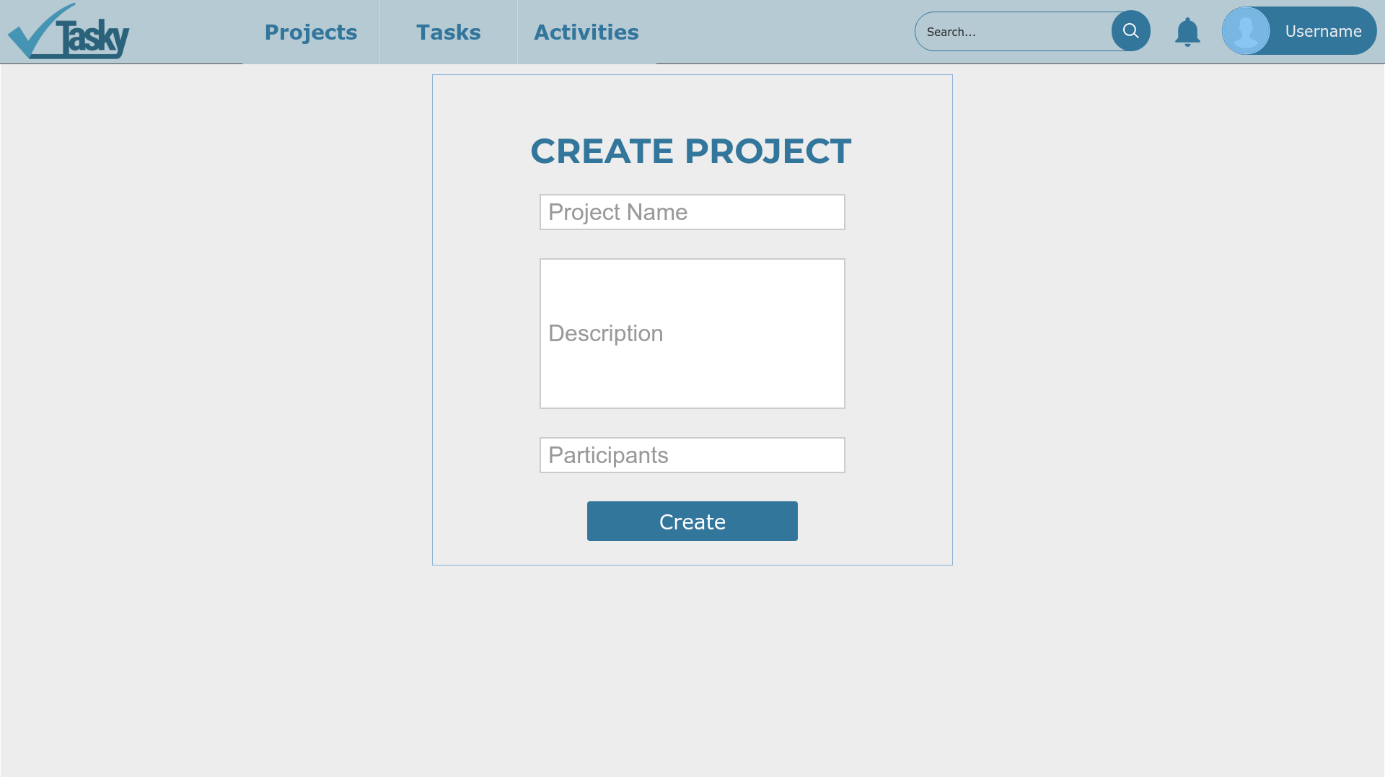 Tasky
Projects
Tasks
Activities
Search...
Username
CREATE PROJECT
Project Name
Description
Participants
Create